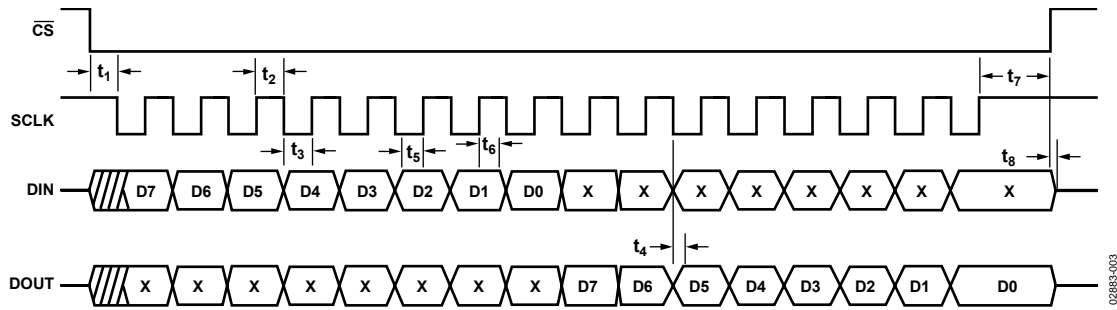 CS
t1
t2
t7
SCLK
t3
t5
t6
t8
DIN
D7 D6 D5 D4 D3 D2 D1 D0 X X X X X X X X
t4
DOUT
X X X X X X X X D7 D6 D5 D4 D3 D2 D1 D0
02883-003